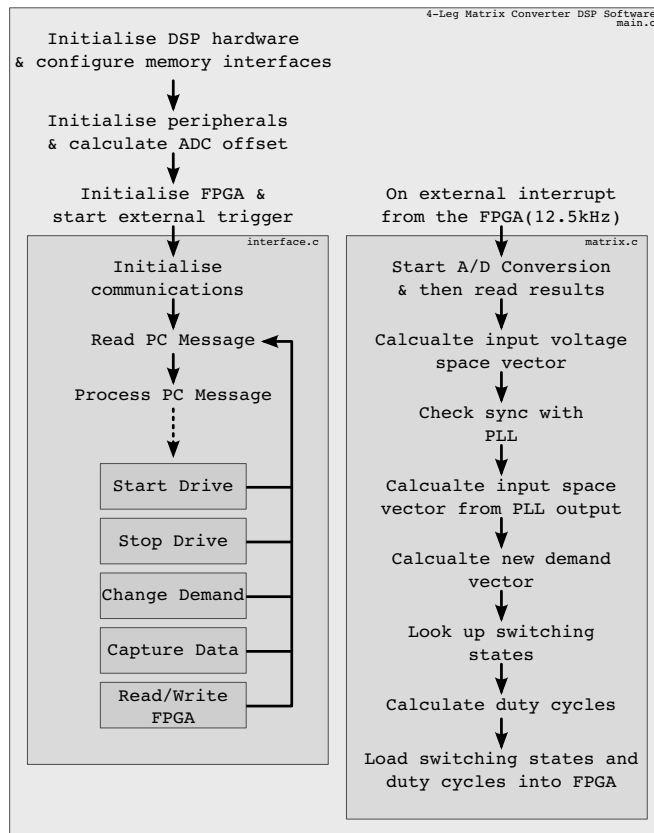 4-Leg Matrix Converter DSP Software
main.c
Initialise DSP hardware
& configure memory interfaces
Initialise peripherals
& calculate ADC offset
Initialise FPGA &
start external trigger
interface.c
Initialise
communications
Read PC Message
Process PC Message
Start Drive
Stop Drive
Change Demand
Capture Data
Read/Write
FPGA
On external interrupt
from the FPGA(12.5kHz)
matrix.c
Start A/D Conversion
& then read results
Calcualte input voltage
space vector
Check sync with
PLL
Calcualte input space
vector from PLL output
Calcualte new demand
vector
Look up switching
states
Calculate duty cycles
Load switching states and
duty cycles into FPGA